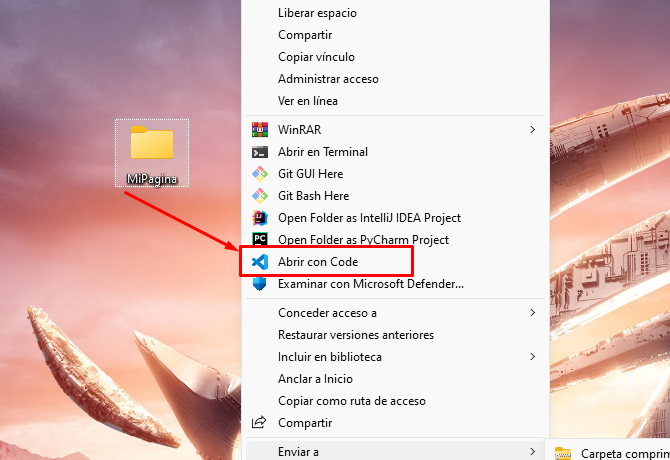 Liberar espacio
Compartir
Copiar vínculo
Administrar acceso
Ver en línea
WinRAR
Abrir en Terminal
Git GUI Here
Git Bash Here
Open Folder as IntelliJ IDEA Project
PC
Open Folder as PyCharm Project
Abrir con Code
Examinar con Microsoft Defender...
Conceder acceso a
Restaurar versiones anteriores
Incluir en biblioteca
Anclar a Inicio
Copiar como ruta de acceso
Compartir
Enviar a
Carpeta comprim
MiPagina